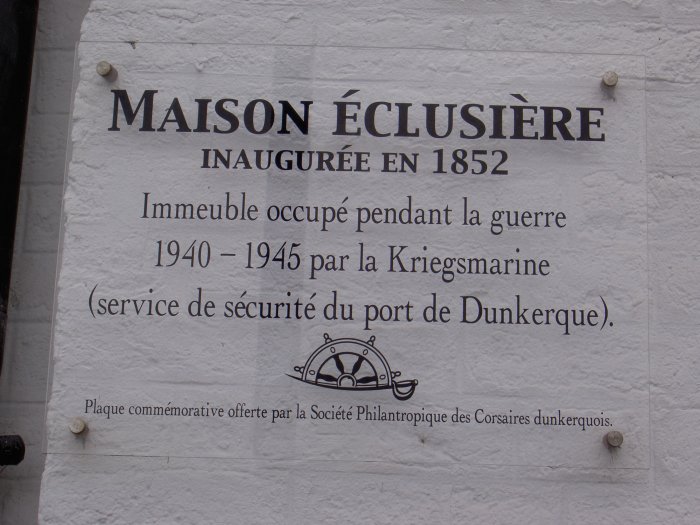 MAISON ÉCLUSIÈRE
INAUGURÉE EN 1852
Immeuble occupé pendant la guerre
1940 – 1945 par la Kriegsmarine
(service de sécurité du port de Dunkerque).
Plaque commémorative offerte par la Société Philantropique des Corsaires dunkerquois.